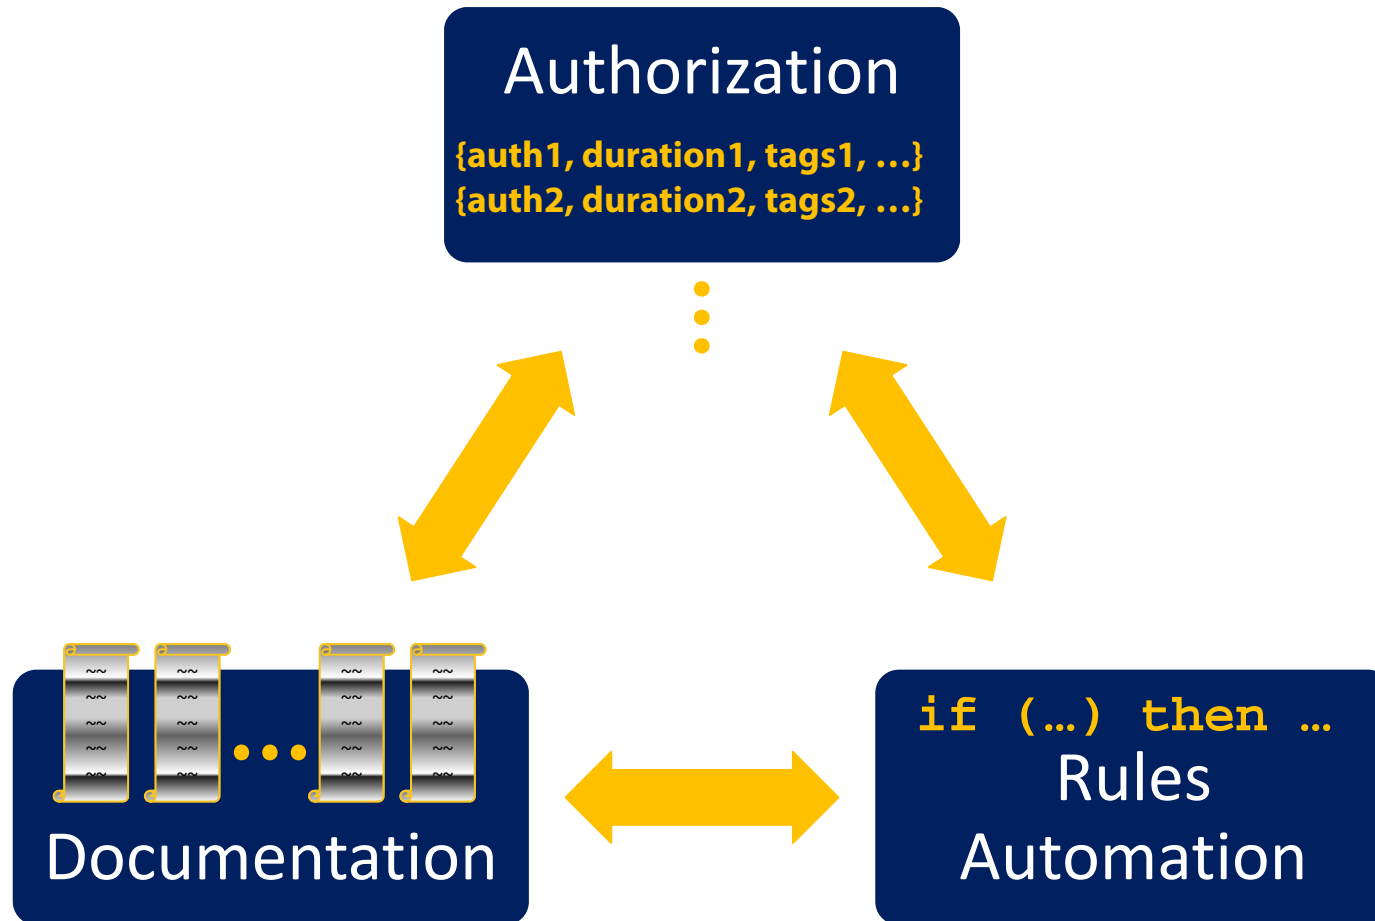 Authorization
{auth1, duration1, tags1, …}
{auth2, duration2, tags2, …}
~~ ~~ ~~ ~~
~~ ~~ ~~ ~~
~~ ~~ ~~ ~~
~~ ~~ ~~ ~~
~~ ~~ ~~ ~~
Documentation
if (…) then …
Rules
Automation